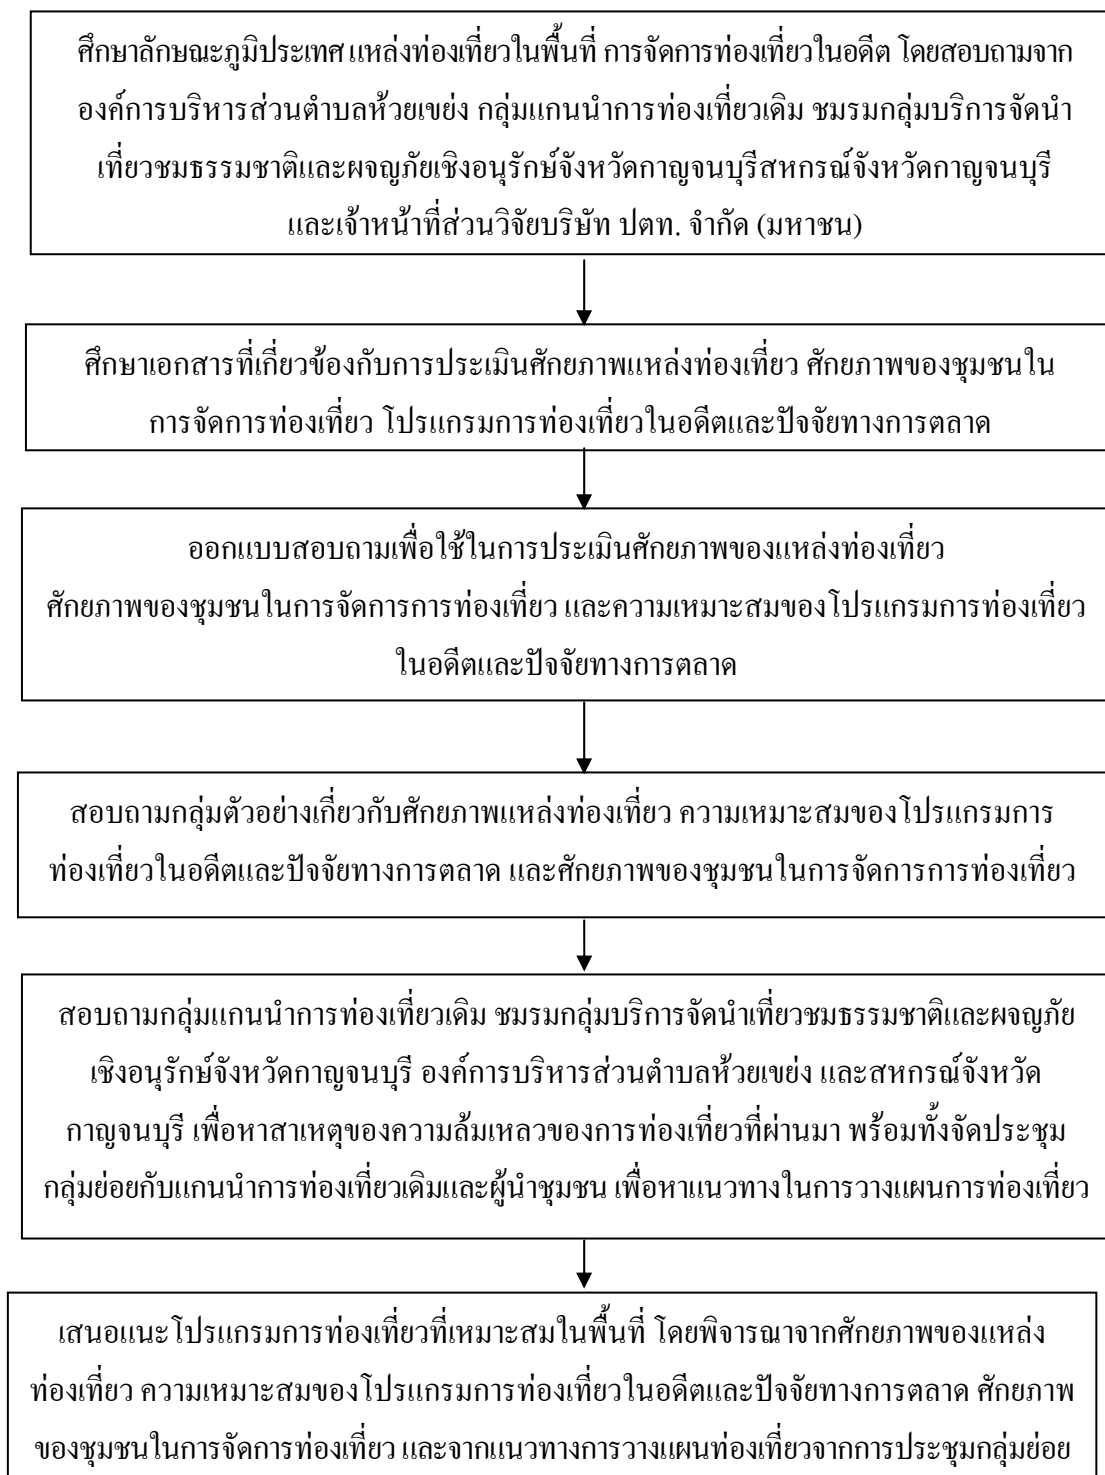 ศึกษาลักษณะภูมิประเทศ แหล่งท่องเที่ยวในพื้นที่ การจัดการท่องเที่ยวในอดีต โดยสอบถามจาก
องค์การบริหารส่วนตำบลห้วยเขย่ง กลุ่มแกนนำการท่องเที่ยวเดิม ชมรมกลุ่มบริการจัดนำ
เที่ยวชมธรรมชาติและผจญภัยเชิงอนุรักษ์จังหวัดกาญจนบุรีสหกรณ์จังหวัดกาญจนบุรี
และเจ้าหน้าที่ส่วนวิจัยบริษัท ปตท. จำกัด (มหาชน)
ศึกษาเอกสารที่เกี่ยวข้องกับการประเมินศักยภาพแหล่งท่องเที่ยว ศักยภาพของชุมชนใน
การจัดการท่องเที่ยว โปรแกรมการท่องเที่ยวในอดีตและปัจจัยทางการตลาด
ออกแบบสอบถามเพื่อใช้ในการประเมินศักยภาพของแหล่งท่องเที่ยว
ศักยภาพของชุมชนในการจัดการการท่องเที่ยว และความเหมาะสมของโปรแกรมการท่องเที่ยว
ในอดีตและปัจจัยทางการตลาด
สอบถามกลุ่มตัวอย่างเกี่ยวกับศักยภาพแหล่งท่องเที่ยว ความเหมาะสมของโปรแกรมการ
ท่องเที่ยวในอดีตและปัจจัยทางการตลาด และศักยภาพของชุมชนในการจัดการการท่องเที่ยว
สอบถามกลุ่มแกนนำการท่องเที่ยวเดิม ชมรมกลุ่มบริการจัดนำเที่ยวชมธรรมชาติและผจญภัย
เชิงอนุรักษ์จังหวัดกาญจนบุรี องค์การบริหารส่วนตำบลห้วยเขย่ง และสหกรณ์จังหวัด
กาญจนบุรี เพื่อหาสาเหตุของความล้มเหลวของการท่องเที่ยวที่ผ่านมา พร้อมทั้งจัดประชุม
กลุ่มย่อยกับแกนนำการท่องเที่ยวเดิมและผู้นำชุมชน เพื่อหาแนวทางในการวางแผนการท่องเที่ยว
เสนอแนะโปรแกรมการท่องเที่ยวที่เหมาะสมในพื้นที่ โดยพิจารณาจากศักยภาพของแหล่ง
ท่องเที่ยว ความเหมาะสมของโปรแกรมการท่องเที่ยวในอดีตและปัจจัยทางการตลาด ศักยภาพ
ของชุมชนในการจัดการท่องเที่ยว และจากแนวทางการวางแผนท่องเที่ยวจากการประชุมกลุ่มย่อย